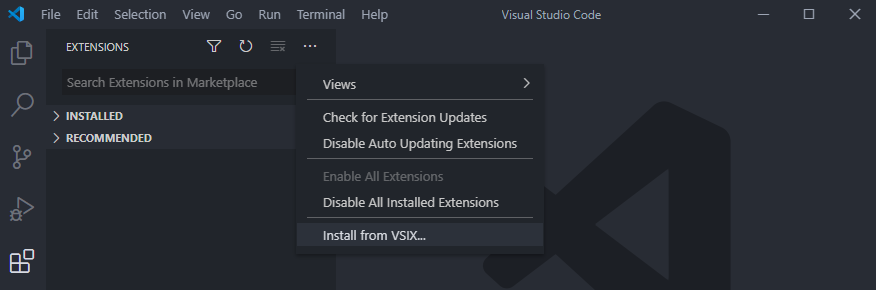 File Edit Selection View Go Run Terminal Help Visual Studio Code
EXTENSIONS
Search Extensions in Marketplace
INSTALLED
RECOMMENDED
Views
Check for Extension Updates
Disable Auto Updating Extensions
Enable All Extensions
Disable All Installed Extensions
Install from VSIX...